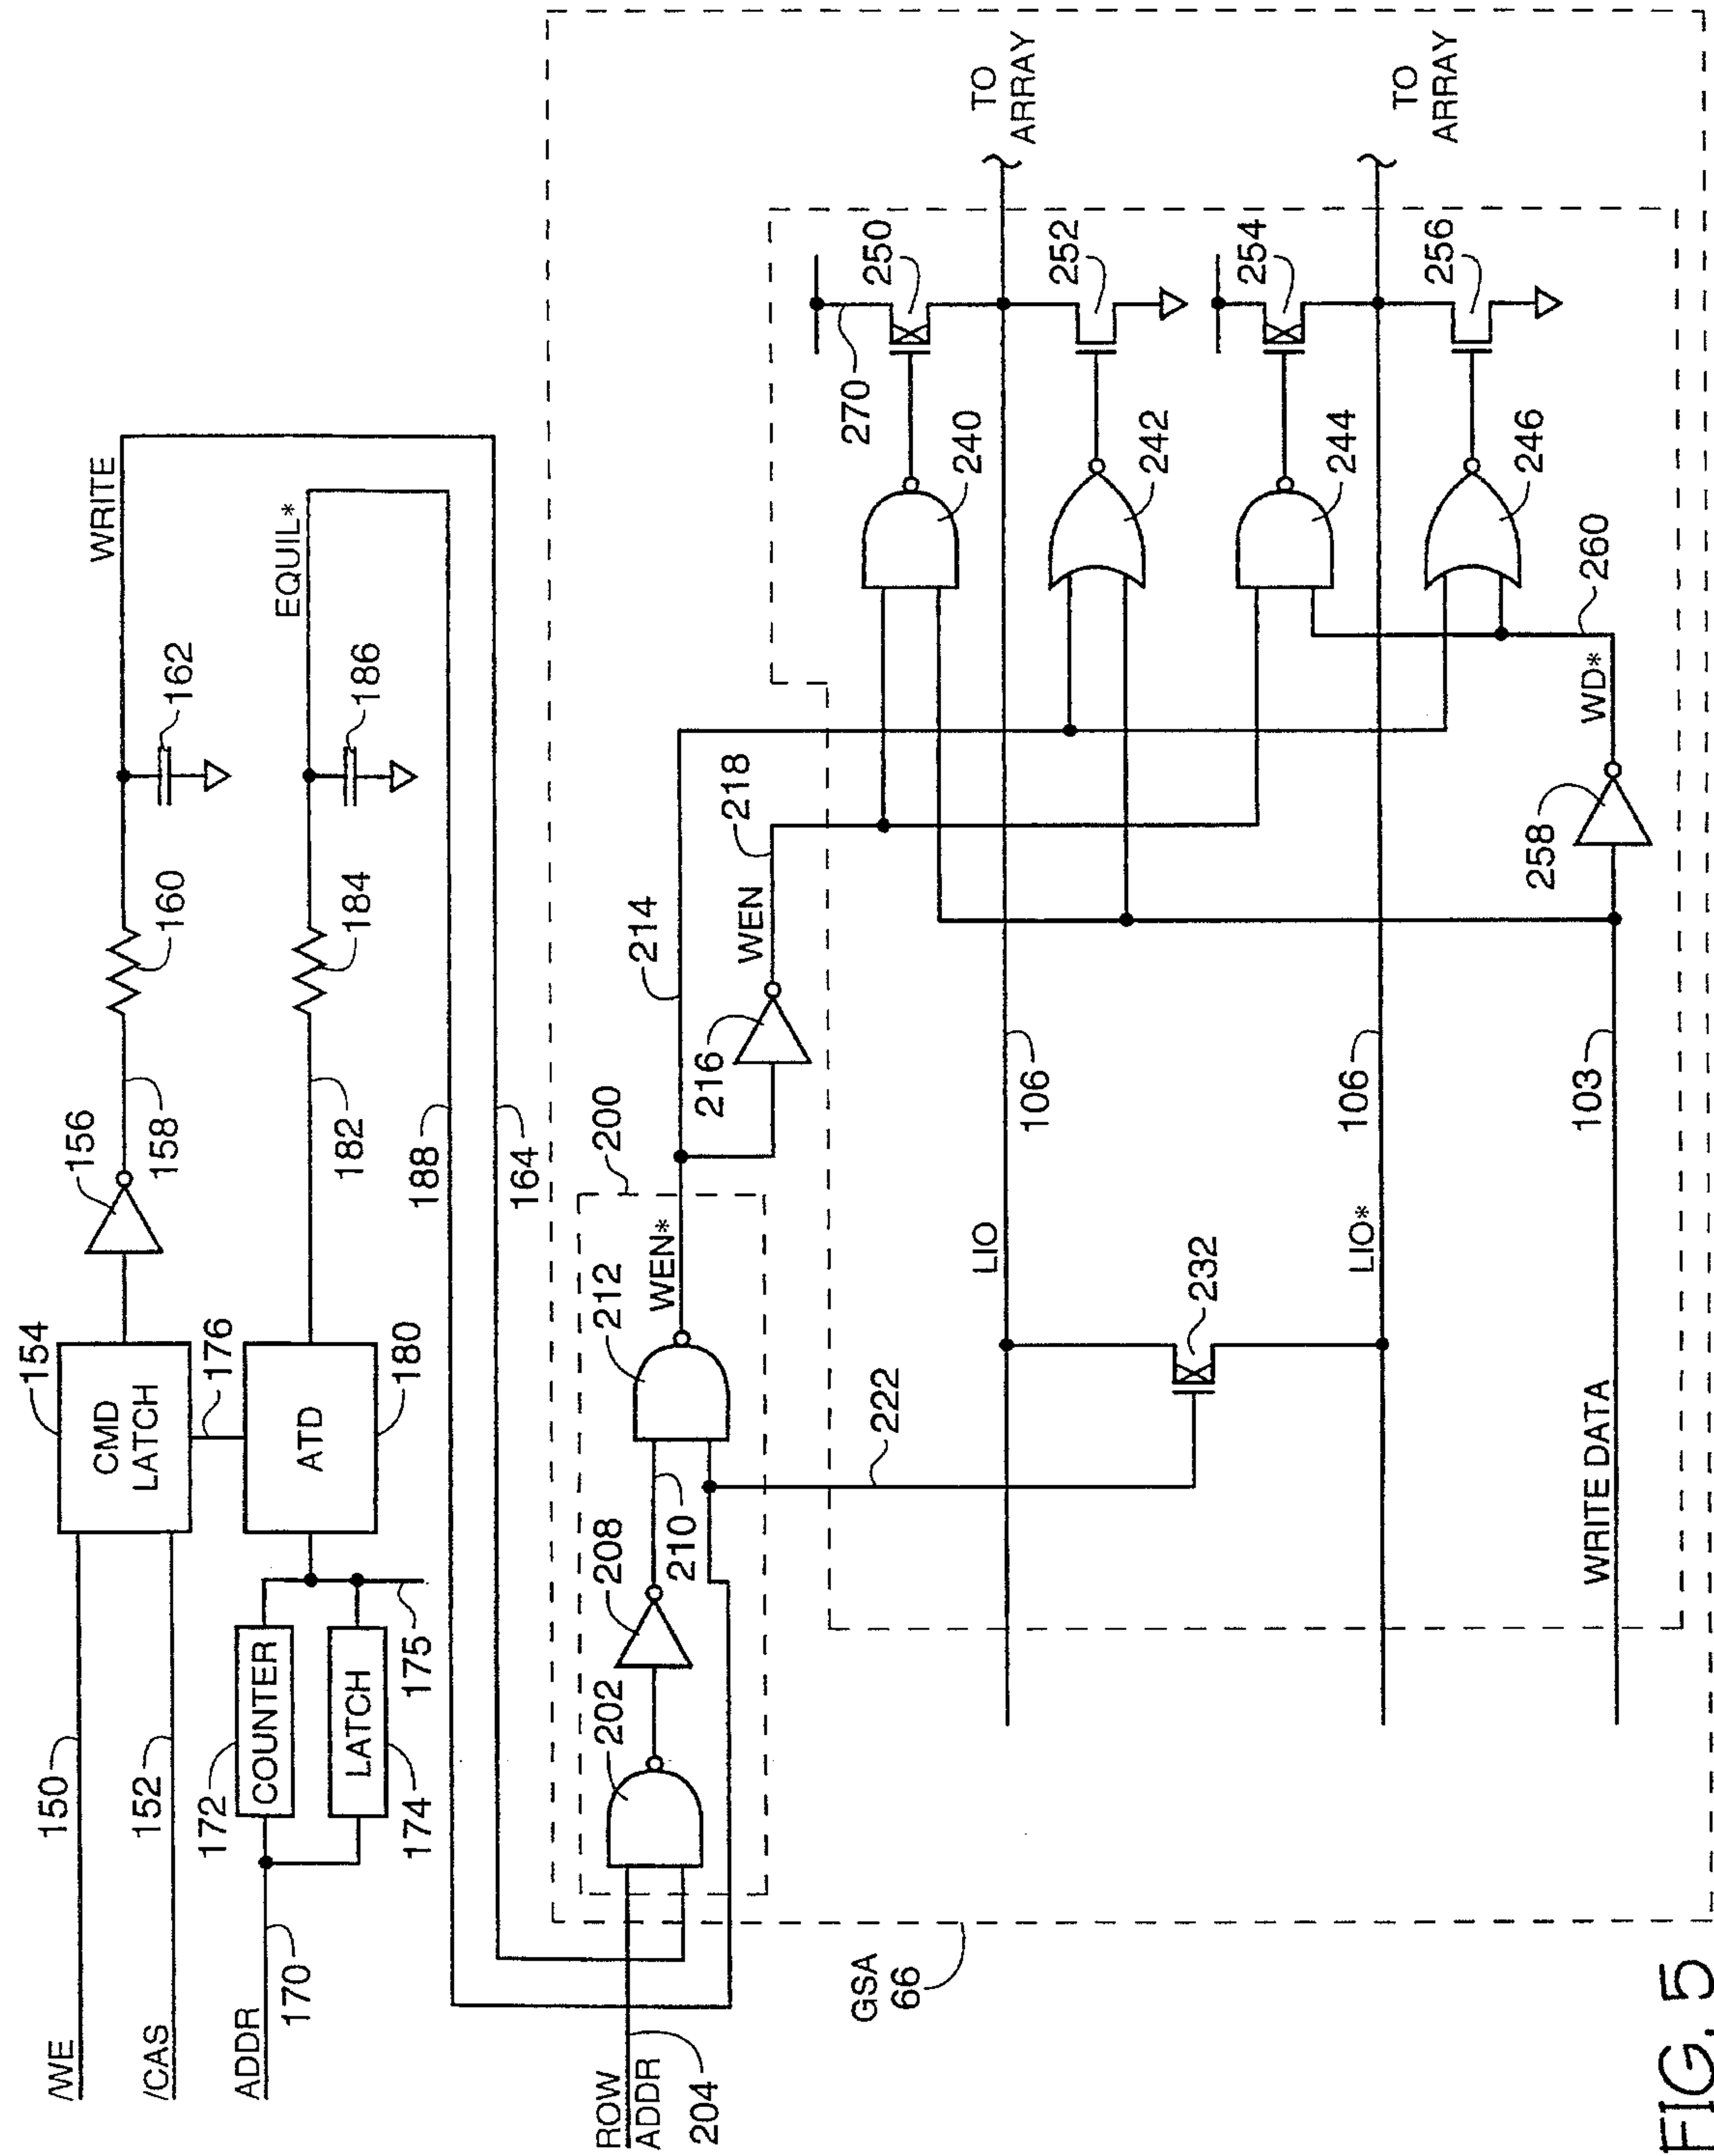 /WE
150
/CAS
152
154
CMD
LATCH
156
158
160
162
WRITE
ADDR
170
172
COUNTER
LATCH
174
175
176
ATD
180
182
184
186
EQUIL*
188
164
ROW
ADDR
204
GSA
66
200
202
208
210
212
WEN*
214
216
WEN
218
222
232
LIO
106
LIO*
106
WRITE DATA
103
258
WD*
260
240
242
244
246
270
250
252
254
256
TO
ARRAY
TO
ARRAY
FIG. 5